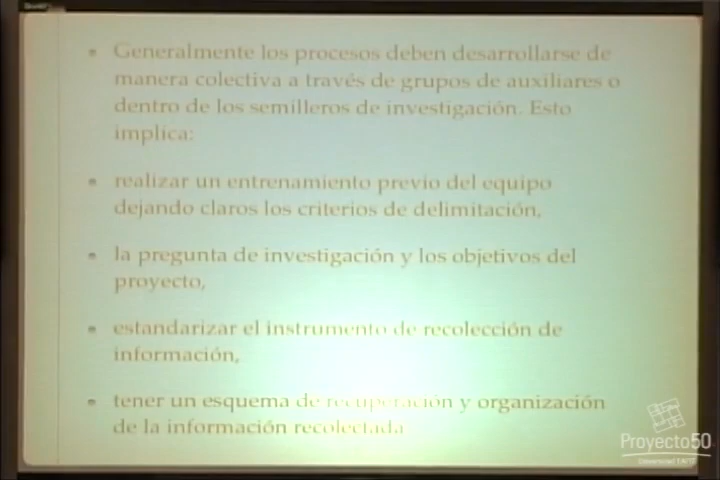 Generalmente los procesos deben desarrollarse de
manera colectiva a través de grupos de auxiliares o
dentro de los semilleros de investigación. Esto
implica:
realizar un entrenamiento previo del equipo
dejando claros los criterios de delimitación,
la pregunta de investigación y los objetivos del
proyecto,
estandarizar el instrumento de recolección de
información,
tener un esquema de recuperación y organización
de la información recolectada
Proyecto50